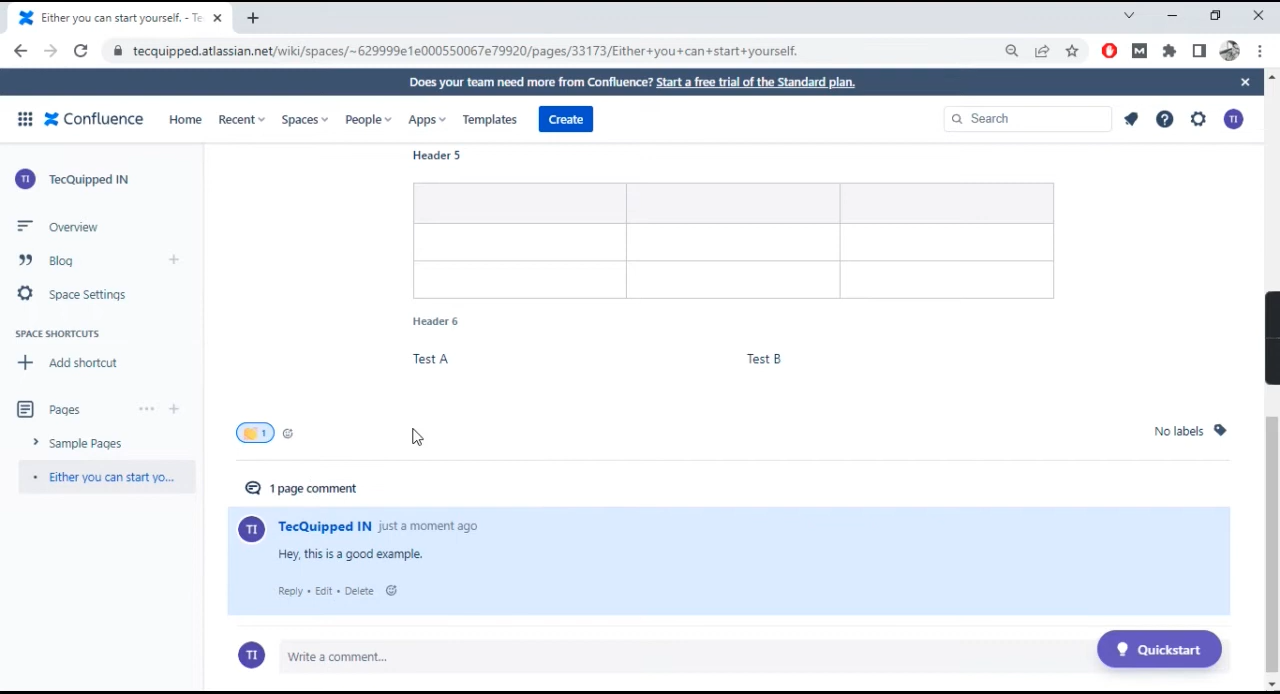 Either you can start yourself. - Te
tecquipped.atlassian.net/wiki/spaces/~629999e1e000550067e79920/pages/33173/Either+you+can+start+yourself.
Does your team need more from Confluence? Start a free trial of the Standard plan.
Confluence Home Recent Spaces People Apps Templates Create Search TI
TI TecQuipped IN
Overview
Blog
Space Settings
SPACE SHORTCUTS
Add shortcut
Pages
Sample Pages
Either you can start yo...
Header 5
Header 6
Test A Test B
1
No labels
1 page comment
TI TecQuipped IN just a moment ago
Hey, this is a good example.
Reply • Edit • Delete
TI Write a comment...
Quickstart